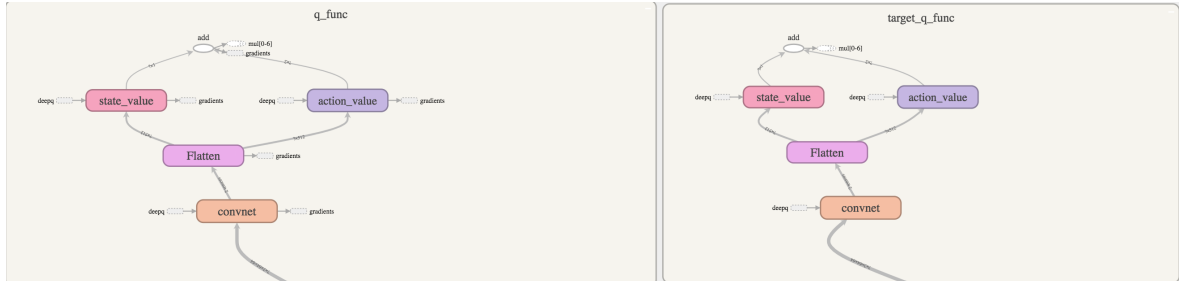 q_func
add
mul[0-6]
gradients
deepq
state_value
gradients
deepq
action_value
gradients
Flatten
gradients
deepq
convnet
gradients
target_q_func
add
mul[0-6]
deepq
state_value
deepq
action_value
Flatten
deepq
convnet